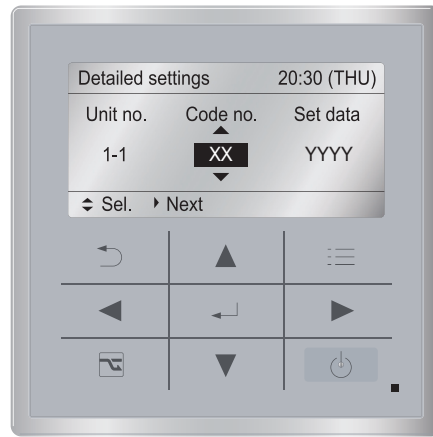 Detailed settings 20:30 (THU)
Unit no. Code no. Set data
1-1 XX YYYY
Sel. Next